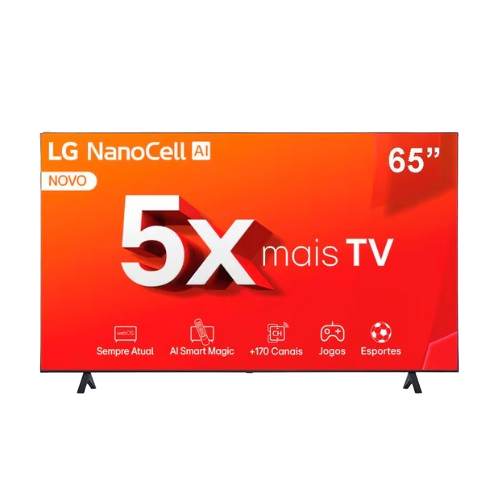 LG NanoCell AI
65”
NOVO
5X mais TV
webOS
CH
Sempre Atual
AI Smart Magic
+170 Canais
Jogos
Esportes